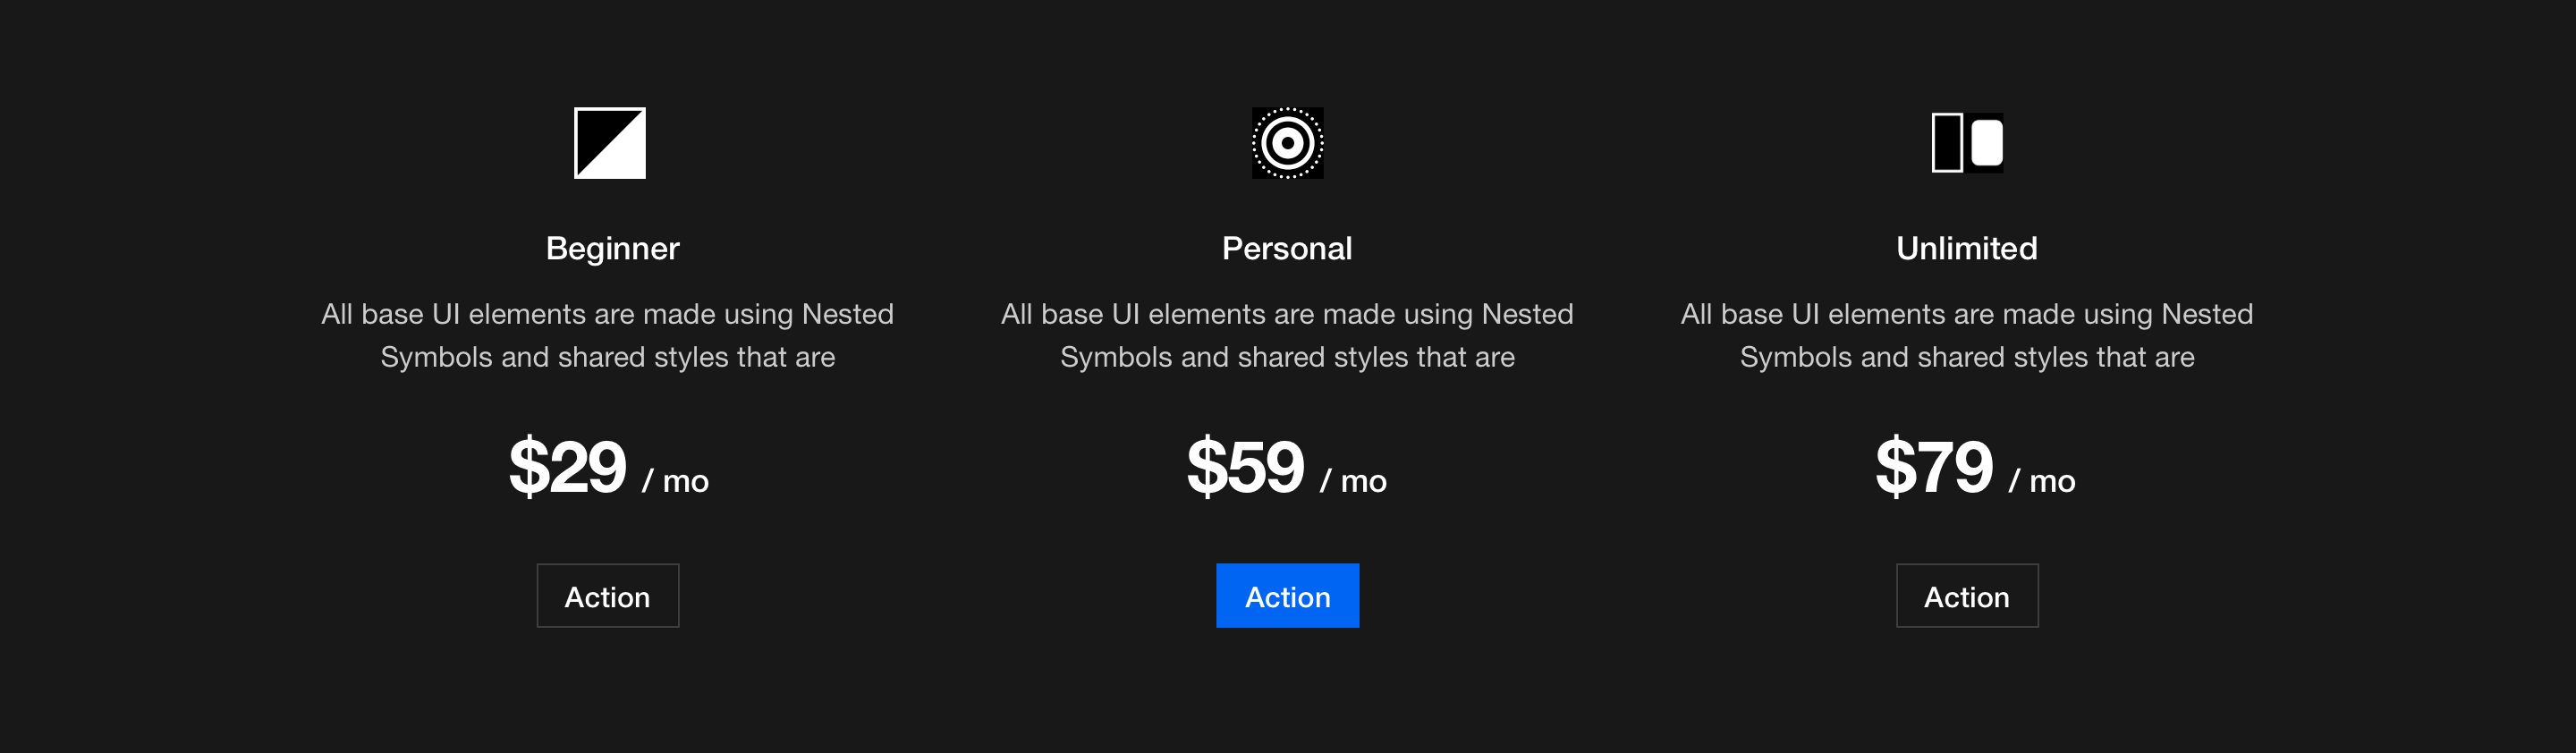 Beginner
All base UI elements are made using Nested
Symbols and shared styles that are
$29 / mo
Action
Personal
All base UI elements are made using Nested
Symbols and shared styles that are
$59 / mo
Action
Unlimited
All base UI elements are made using Nested
Symbols and shared styles that are
$79 / mo
Action